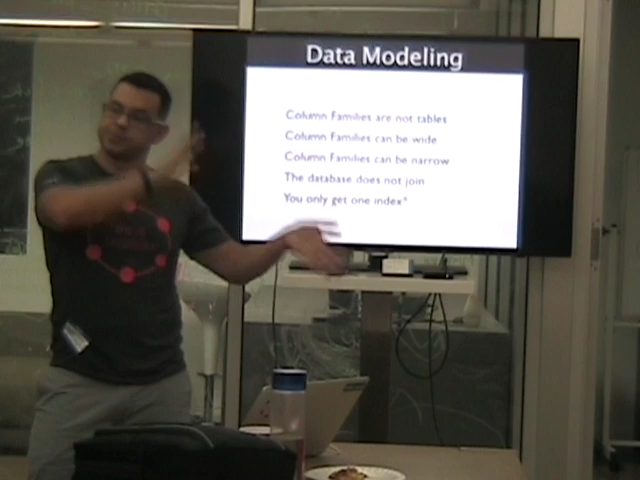 Data Modeling
Column Families are not tables
Column Families can be wide
Column Families can be narrow
The database does not join
You only get one index*